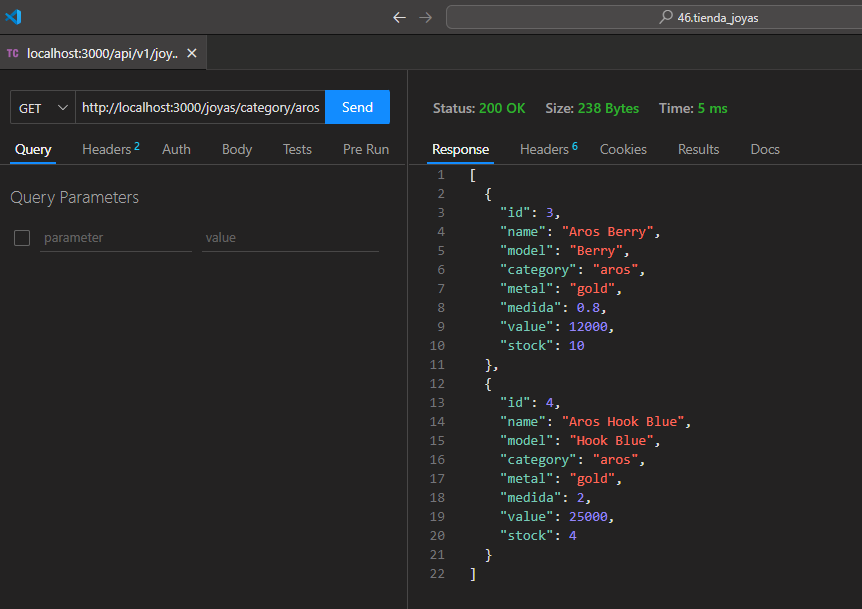 46.tienda_joyas
TC localhost:3000/api/v1/joy..
GET http://localhost:3000/joyas/category/aros Send
Status: 200 OK Size: 238 Bytes Time: 5 ms
Query Headers 2 Auth Body Tests Pre Run
Response Headers 6 Cookies Results Docs
Query Parameters
parameter value
1 [
2 {
3 "id": 3,
4 "name": "Aros Berry",
5 "model": "Berry",
6 "category": "aros",
7 "metal": "gold",
8 "medida": 0.8,
9 "value": 12000,
10 "stock": 10
11 },
12 {
13 "id": 4,
14 "name": "Aros Hook Blue",
15 "model": "Hook Blue",
16 "category": "aros",
17 "metal": "gold",
18 "medida": 2,
19 "value": 25000,
20 "stock": 4
21 }
22 ]